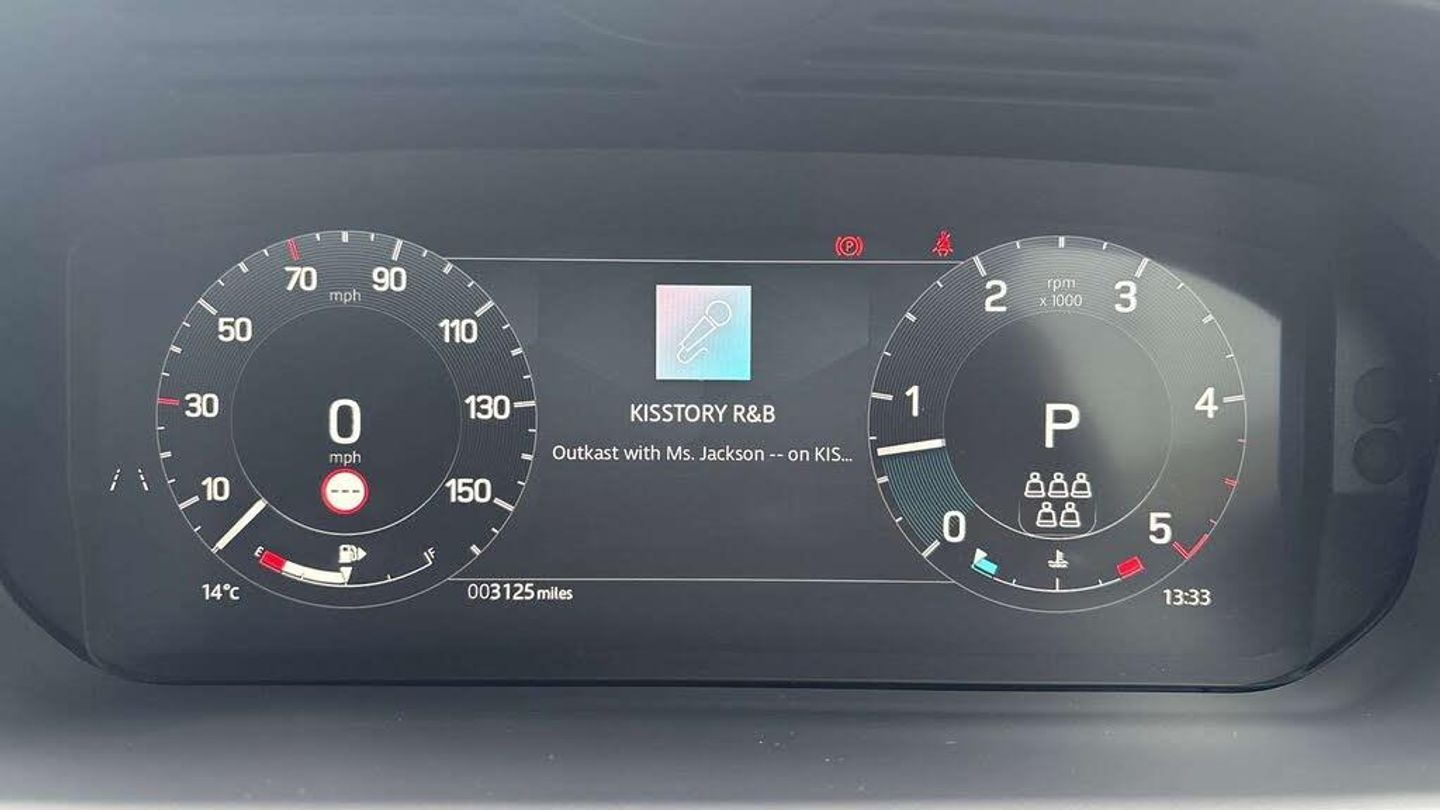 70
90
mph
50
110
30
130
0
mph
---
10
150
E
F
14°C
003125 miles
KISSTORY R&B
Outkast with Ms. Jackson -- on KIS...
P
2
rpm
x 1000
3
1
4
P
0
5
13:33